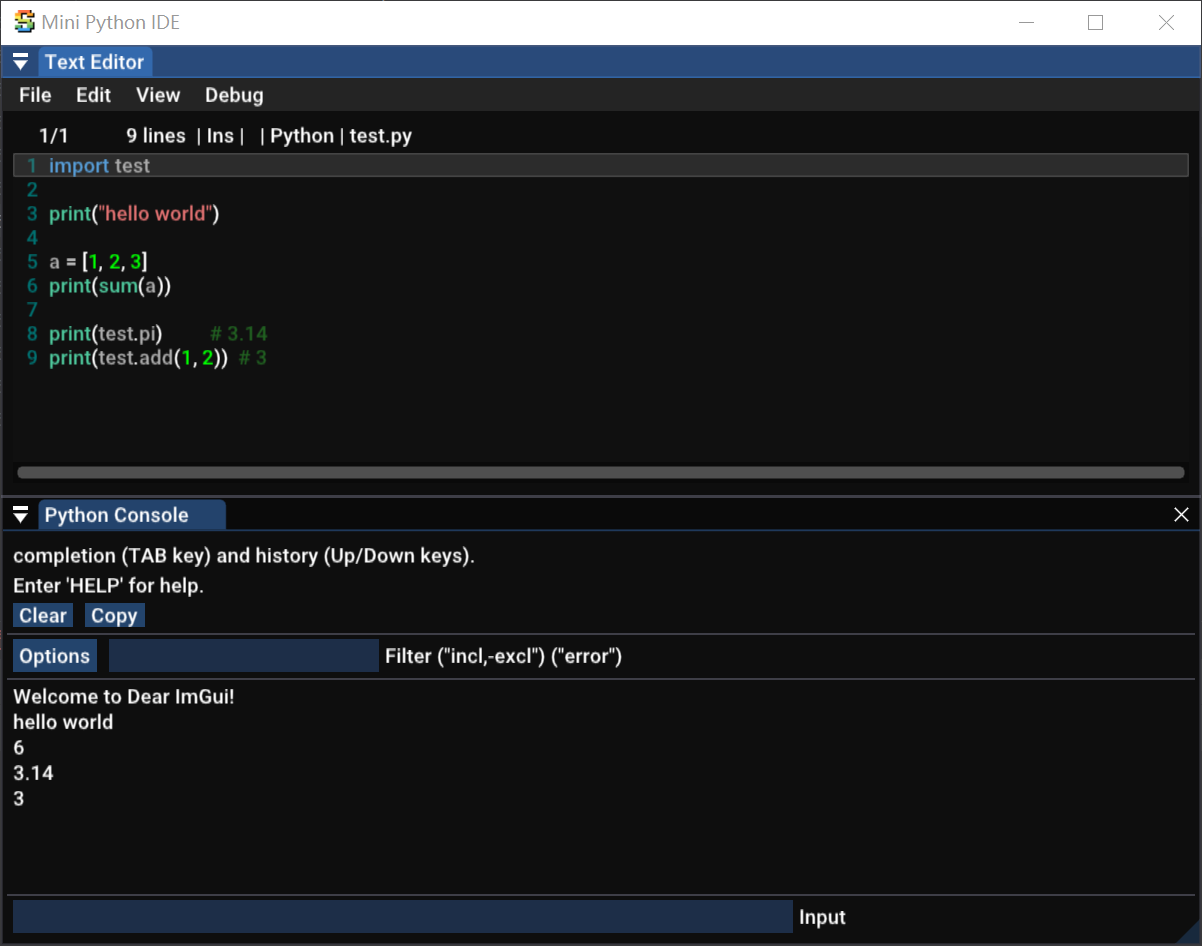 Mini Python IDE
Text Editor
File Edit View Debug
1/1 9 lines | Ins | | Python | test.py
1 import test
2
3 print("hello world")
4
5 a = [1, 2, 3]
6 print(sum(a))
7
8 print(test.pi) # 3.14
9 print(test.add(1, 2)) # 3
Python Console
completion (TAB key) and history (Up/Down keys).
Enter 'HELP' for help.
Clear Copy
Options Filter ("incl,-excl") ("error")
Welcome to Dear ImGui!
hello world
6
3.14
3
Input